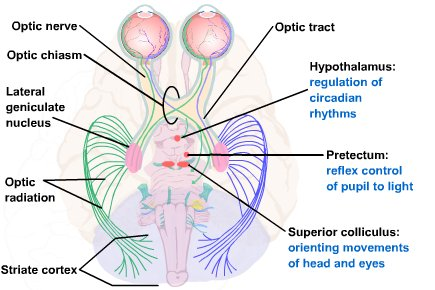 Optic nerve
Optic chiasm
Lateral
geniculate
nucleus
Optic
radiation
Striate cortex
Optic tract
Hypothalamus:
regulation of
circadian
rhythms
Pretectum:
reflex control
of pupil to light
Superior colliculus:
orienting movements
of head and eyes